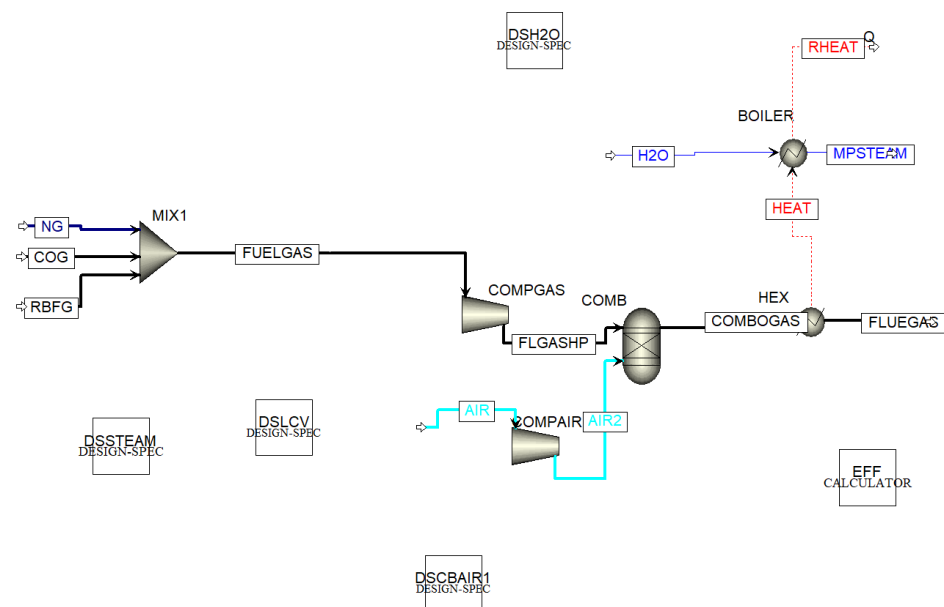 DSH2O
DESIGN-SPEC
Q
RHEAT
BOILER
H2O
MPSTEAM
HEAT
MIX1
NG
COG
RBFG
FUELGAS
COMPGAS
COMB
HEX
COMBOGAS
FLUEGAS
FLGASHP
AIR
COMPAIR
AIR2
DSSTEAM
DESIGN-SPEC
DSLCV
DESIGN-SPEC
EFF
CALCULATOR
DSCBAIR1
DESIGN-SPEC